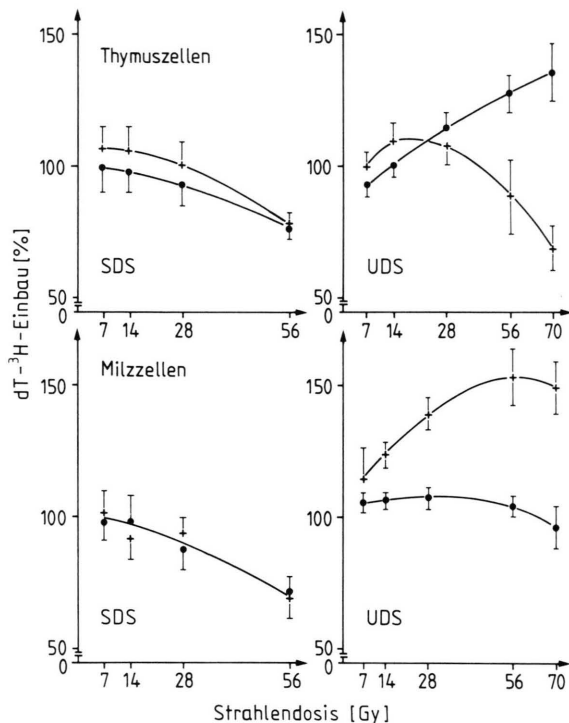 150
Thymuszellen
100
SDS
50
0
7 14 28 56
150
100
UDS
50
0
7 14 28 56 70
dT-³H-Einbau [%]
150
Milzzellen
100
SDS
50
0
7 14 28 56
150
100
UDS
50
0
7 14 28 56 70
Strahlendosis [Gy]